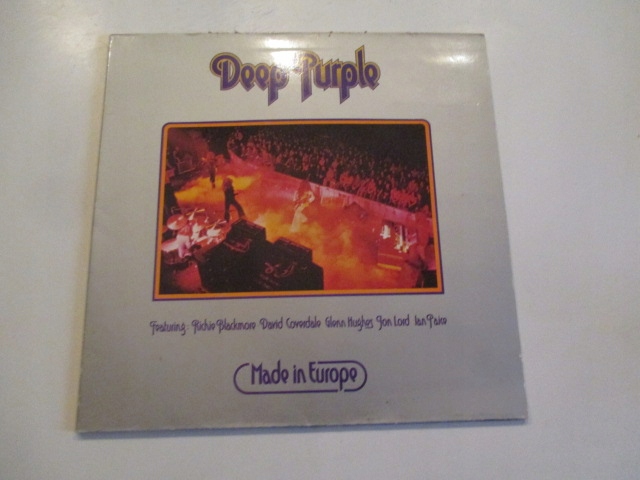 Deep Purple
Featuring: Richie Blackmore David Coverdale Glenn Hughes Jon Lord Ian Paice
Made in Europe